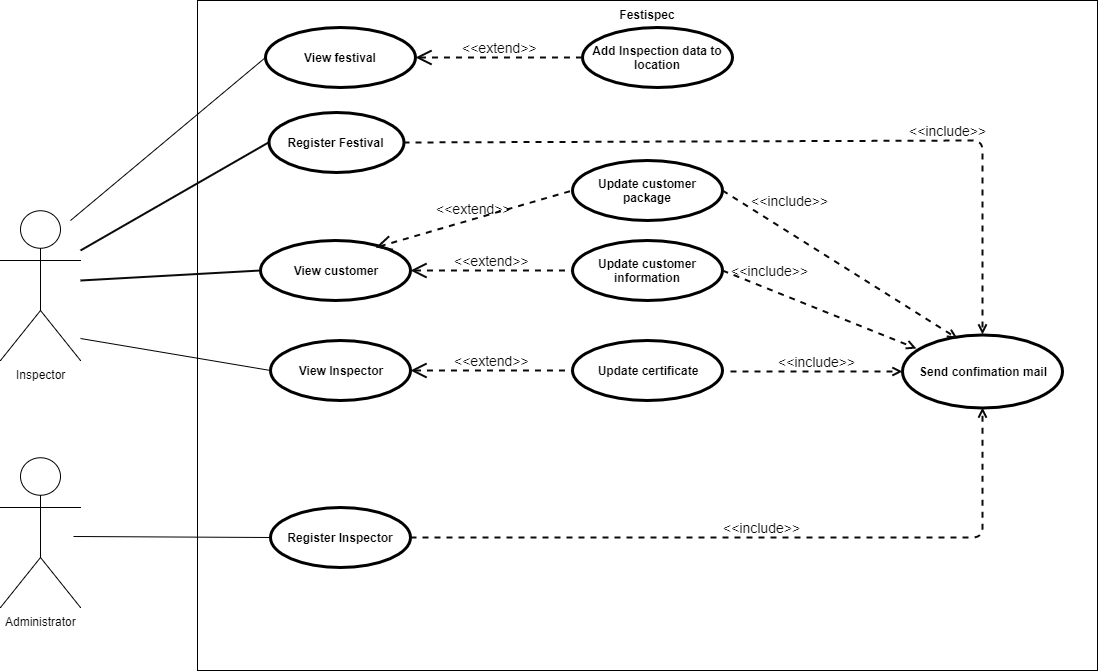 Festispec
View festival
<<extend>>
Add Inspection data to
location
Register Festival
<<include>>
Update customer
package
<<extend>>
<<include>>
View customer
<<extend>>
Update customer
information
<<include>>
Inspector
View Inspector
<<extend>>
Update certificate
<<include>>
Send confimation mail
Administrator
Register Inspector
<<include>>